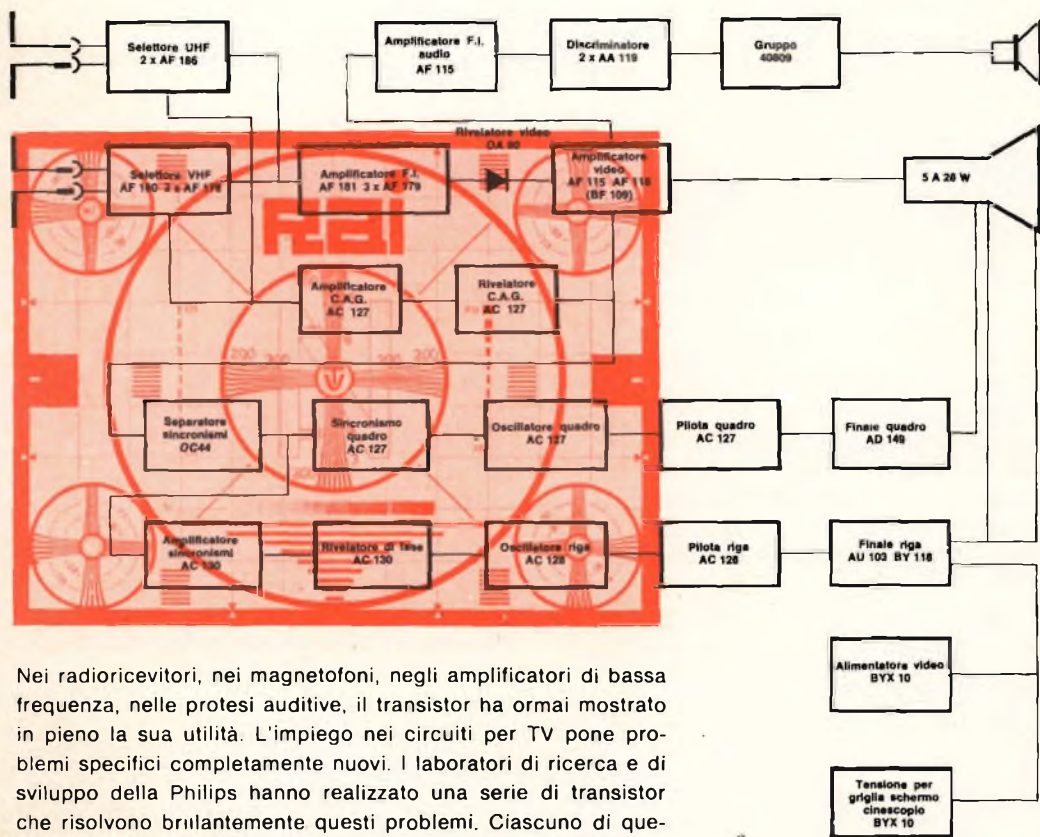 Selettore UHF
2 x AF 186
Amplificatore F.I.
audio
AF 115
Discriminatore
2 x AA 119
Gruppo
40809
Rivelatore video
OA 90
Selettore VHF
AF 180 2 x AF 178
Amplificatore F.I.
AF 181 3 x AF 179
Amplificatore
video
AF 115 AF 118
(BF 109)
5 A 28 W
Rai
Amplificatore
C.A.G.
AC 127
Rivelatore
C.A.G.
AC 127
200 300
300 200
Separatore
sincronismi
OC44
Sincronismo
quadro
AC 127
Oscillatore quadro
AC 127
Pilota quadro
AC 127
Finale quadro
AD 149
Amplificatore
sincronismi
AC 130
Rivelatore di fase
AC 130
Oscillatore riga
AC 128
Pilota riga
AC 128
Finale riga
AU 103 BY 118
Alimentatore video
BYX 10
Tensione per
griglia schermo
cinescopio
BYX 10
Nei radioricevitori, nei magnetofoni, negli amplificatori di bassa
frequenza, nelle protesi auditive, il transistor ha ormai mostrato
in pieno la sua utilità. L'impiego nei circuiti per TV pone pro-
blemi specifici completamente nuovi. I laboratori di ricerca e di
sviluppo della Philips hanno realizzato una serie di transistor
che risolvono brillantemente questi problemi. Ciascuno di que-